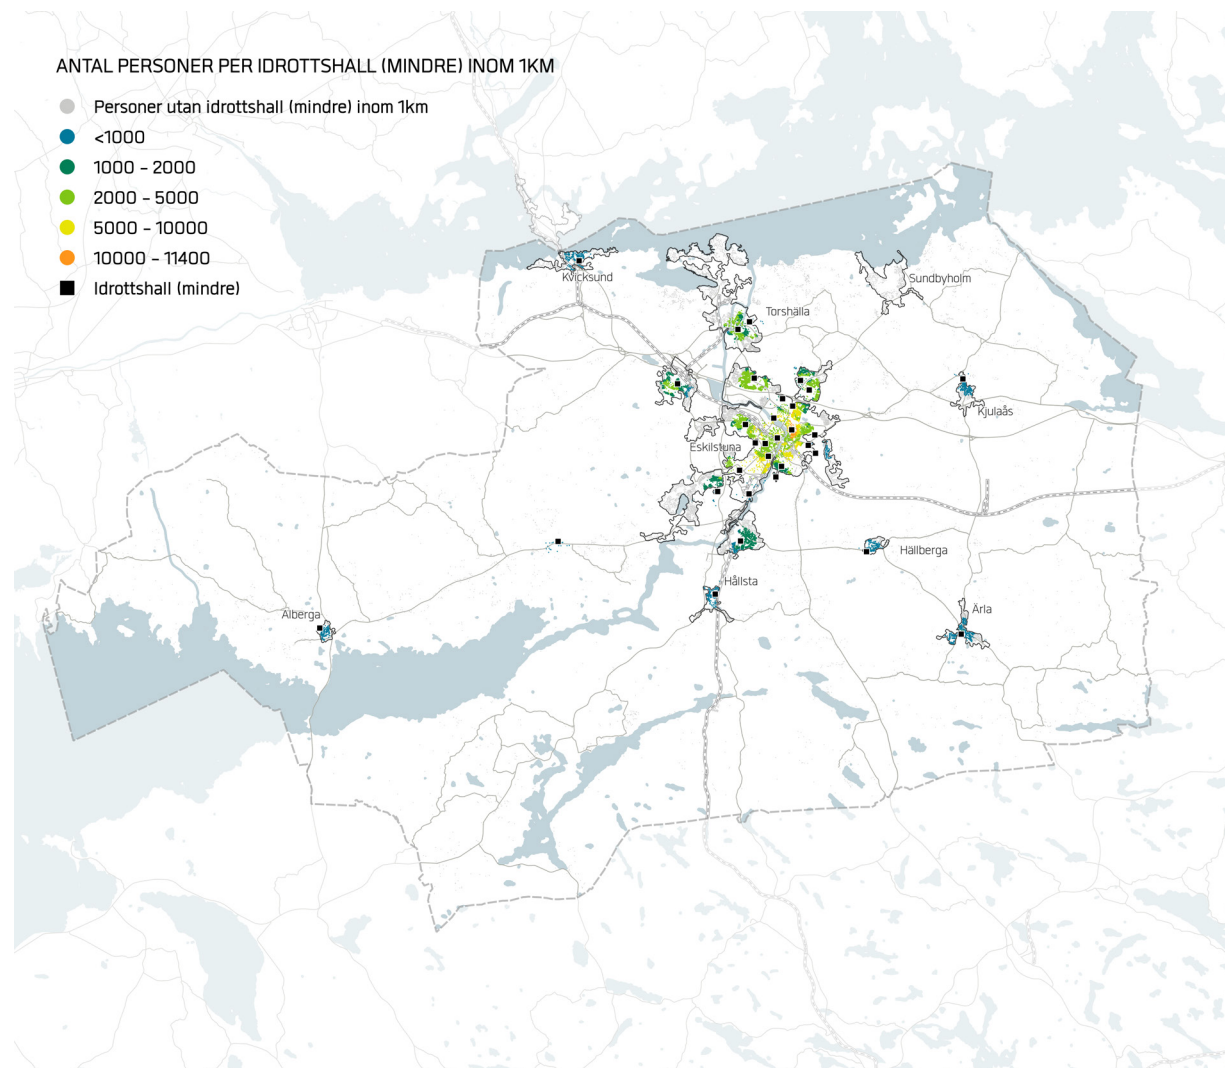 ANTAL PERSONER PER IDROTTSHALL (MINDRE) INOM 1KM
Personer utan idrottshall (mindre) inom 1km
<1000
1000 - 2000
2000 - 5000
5000 - 10000
10000 - 11400
Idrottshall (mindre)
Kvicksund
Sundbyholm
Torshälla
Kjulaås
Eskilstuna
Hällberga
Hållsta
Ärla
Alberga